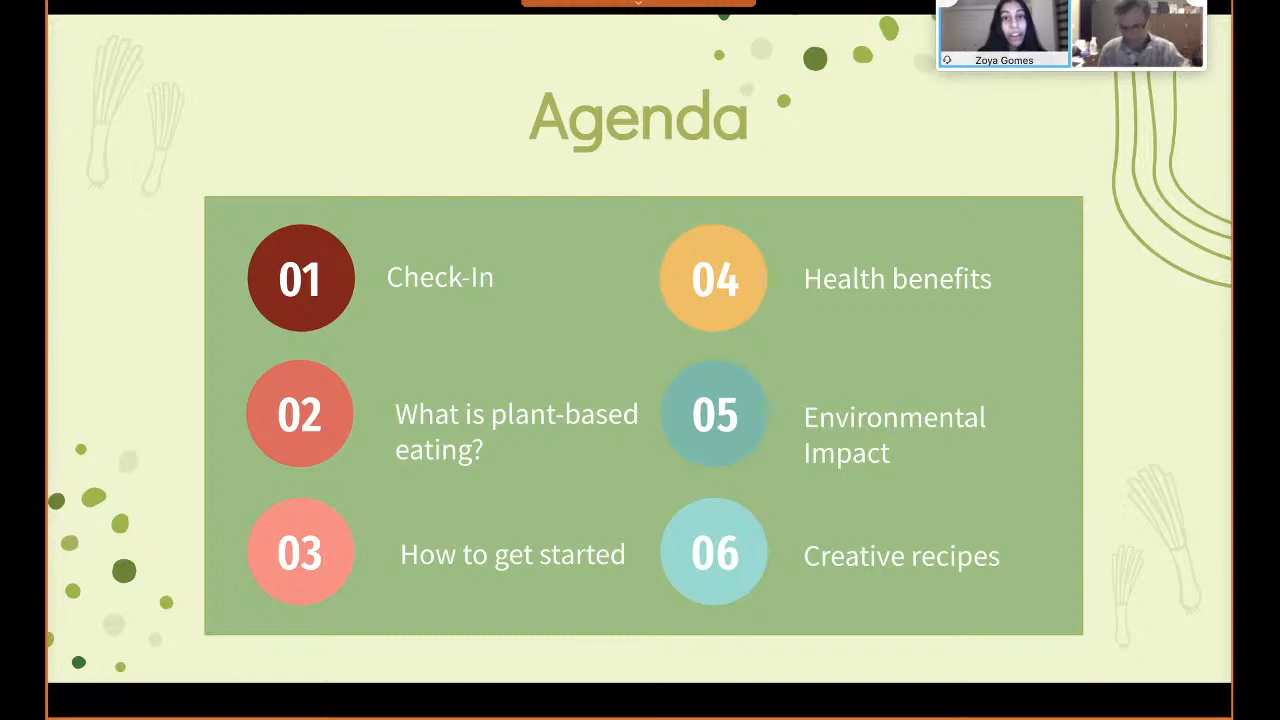 Zoya Gomes
Agenda
01
Check-In
02
What is plant-based
eating?
03
How to get started
04
Health benefits
05
Environmental
Impact
06
Creative recipes